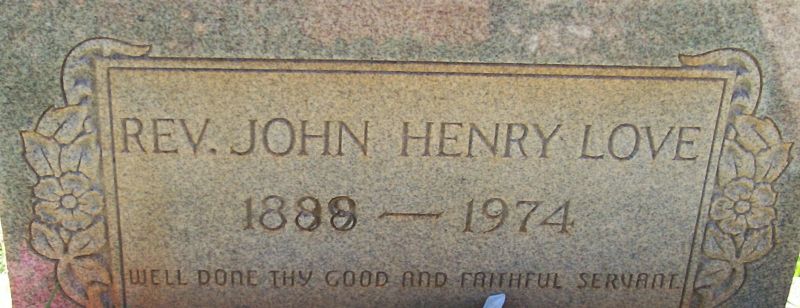 REV. JOHN HENRY LOVE
1888 — 1974
WELL DONE THY GOOD AND FAITHFUL SERVANT.